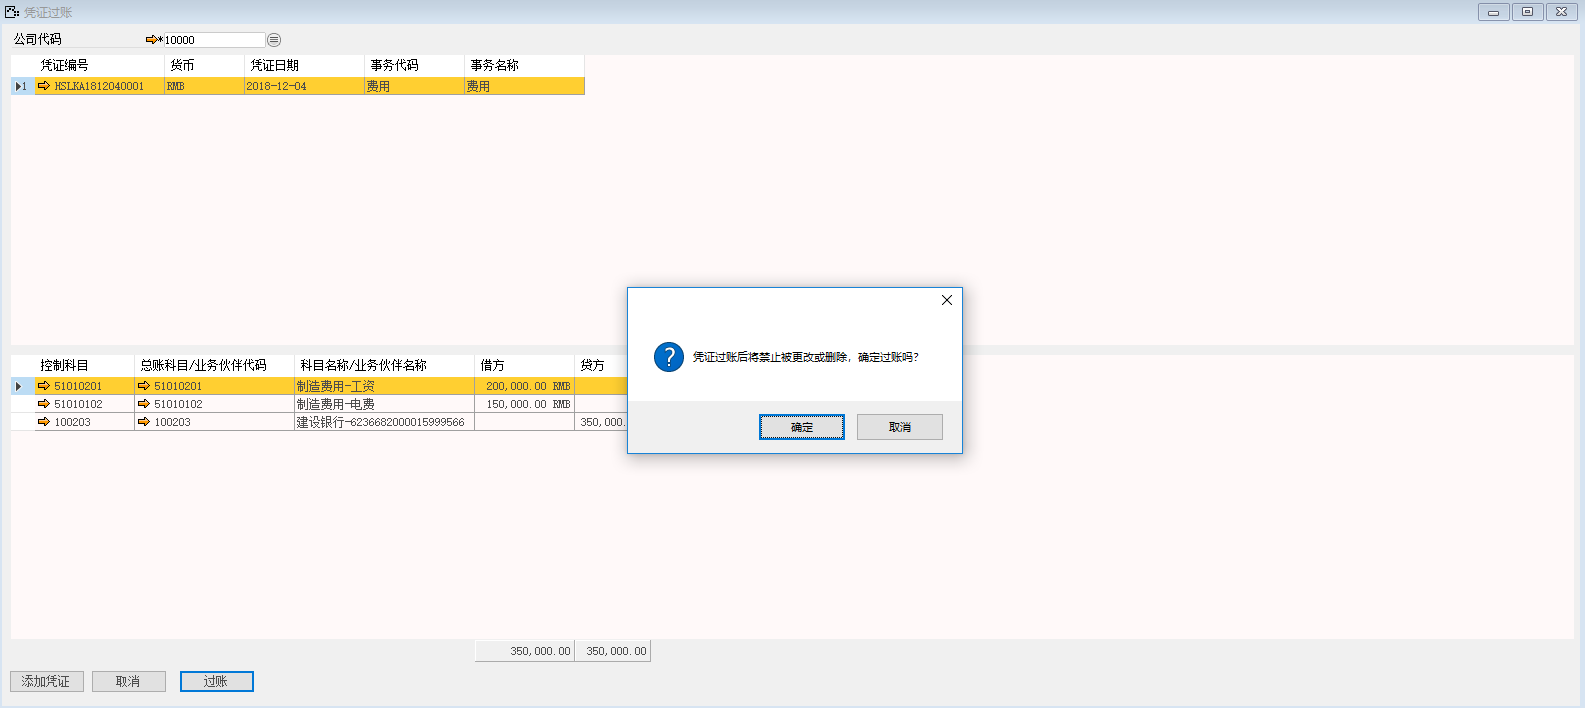 凭证过账
公司代码 *10000
凭证编号 货币 凭证日期 事务代码 事务名称
1 HSLKA1812040001 RMB 2018-12-04 费用 费用
控制科目 总账科目/业务伙伴代码 科目名称/业务伙伴名称 借方 贷方
51010201 51010201 制造费用-工资 200,000.00 RMB
51010102 51010102 制造费用-电费 150,000.00 RMB
100203 100203 建设银行-6236682000015999566 350,000.
凭证过账后将禁止被更改或删除，确定过账吗？
确定 取消
350,000.00 350,000.00
添加凭证 取消 过账